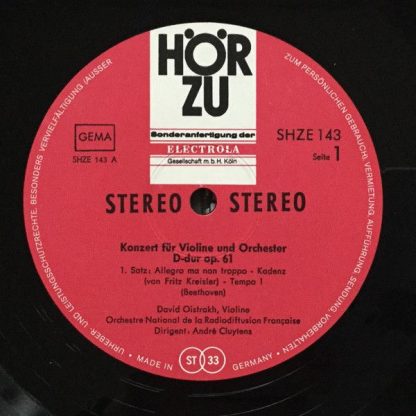 HÖR
ZU
Sonderanfertigung der
ELECTROLA
Gesellschaft m. b. H. Köln
GEMA
SHZE 143 A
SHZE 143
Seite 1
STEREO STEREO
Konzert für Violine und Orchester
D-dur op. 61
1. Satz: Allegra ma non troppo - Kadenz
(von Fritz Kreisler) - Tempo I
(Beethoven)
David Oistrakh, Violine
Orchestre National de la Radiodiffusion Française
Dirigent: André Cluytens
ST 33
• MADE IN GERMANY •
URHEBER- UND LEISTUNGSSCHUTZRECHTE, BESONDERS VERVIELFÄLTIGUNG (AUSSER
ZUM PERSÖNLICHEN GEBRAUCH), VERMIETUNG, AUFFÜHRUNG, SENDUNG, VORBEHALTEN